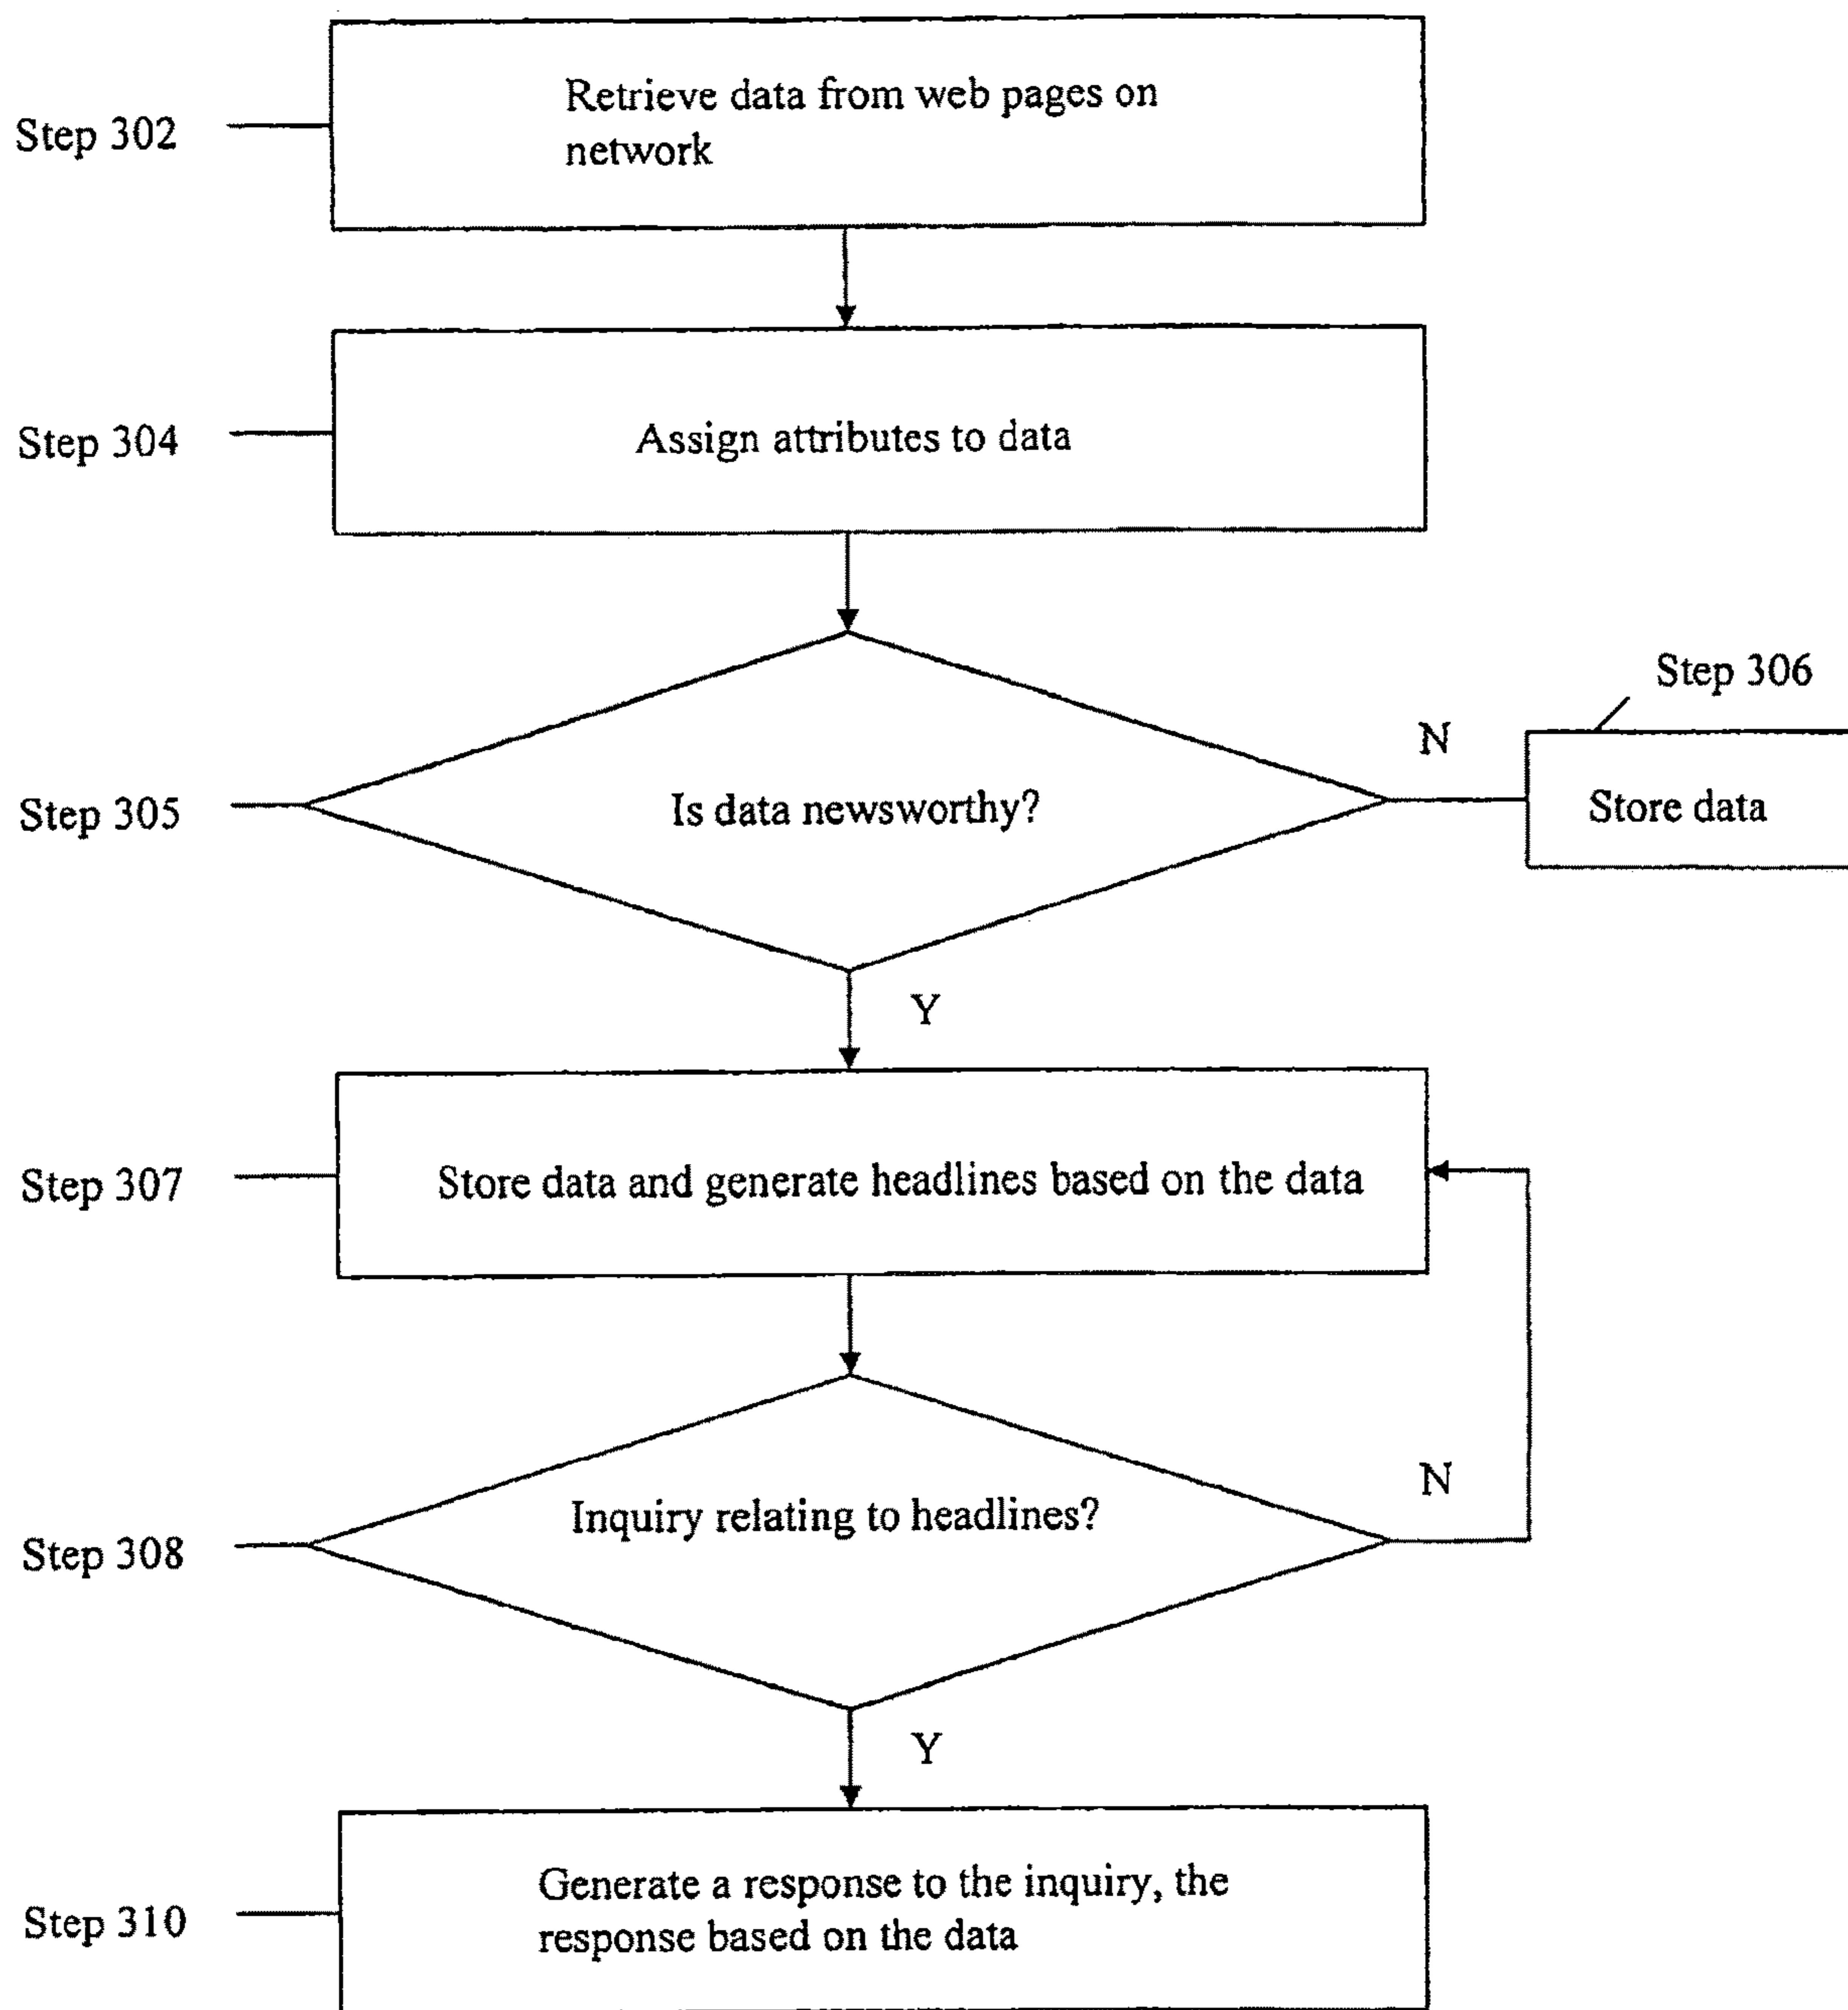 Step 302
Retrieve data from web pages on
network
Step 304
Assign attributes to data
Step 305
Is data newsworthy?
N
Step 306
Store data
Y
Step 307
Store data and generate headlines based on the data
Step 308
Inquiry relating to headlines?
N
Y
Step 310
Generate a response to the inquiry, the
response based on the data